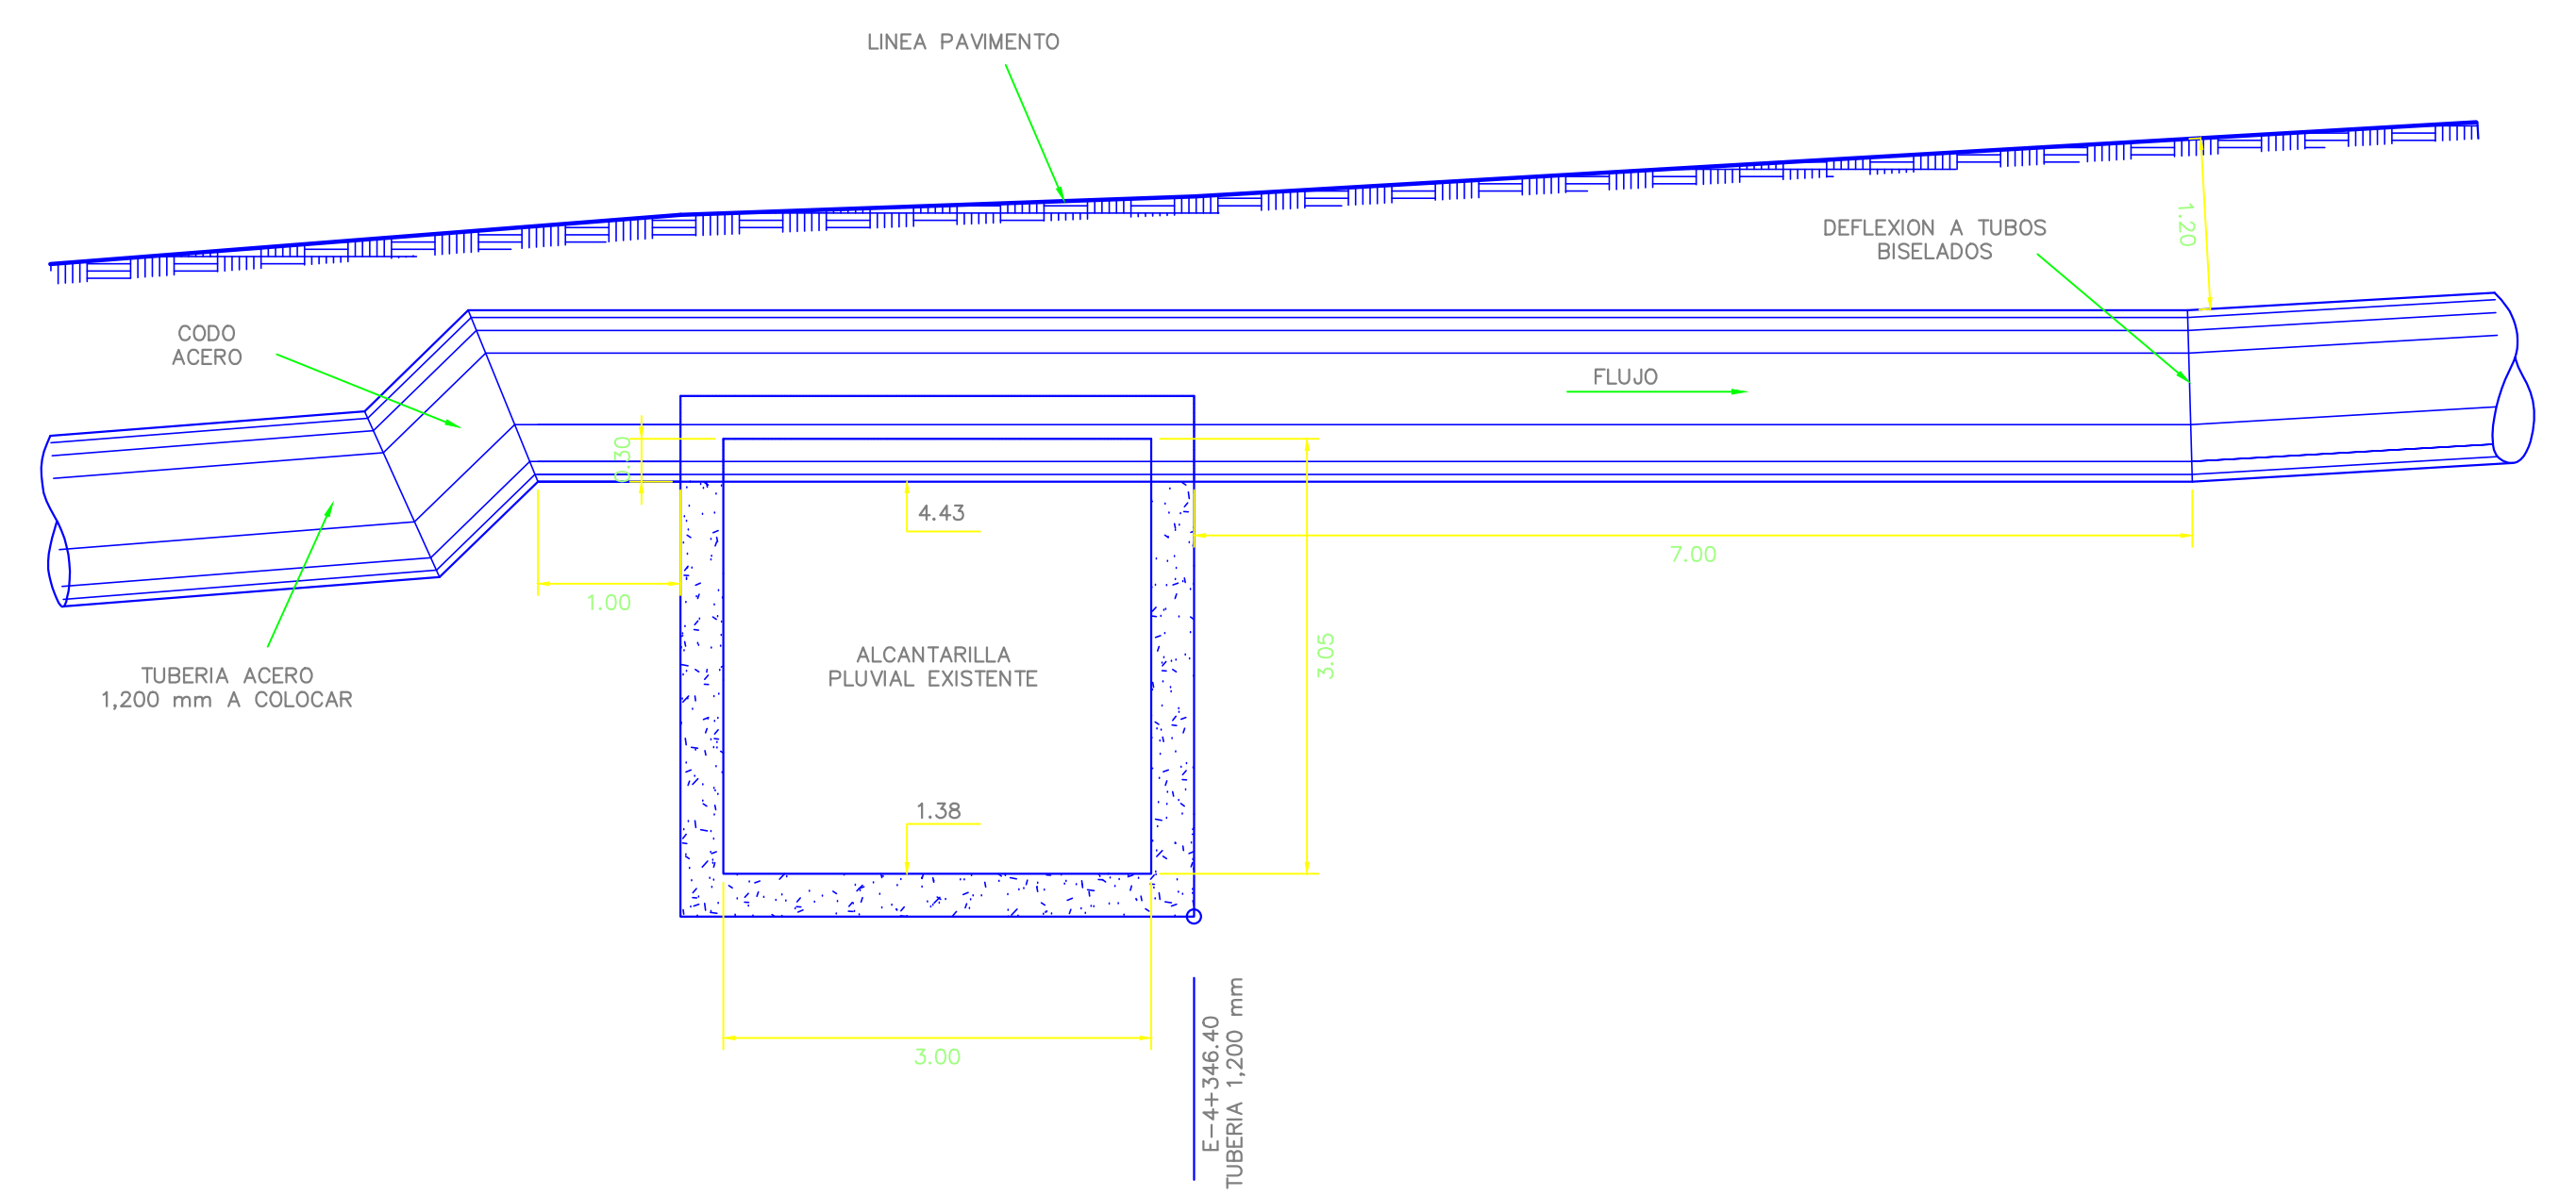 LINEA PAVIMENTO
DEFLEXION A TUBOS
BISELADOS
1.20
CODO
ACERO
FLUJO
0.30
4.43
7.00
1.00
3.05
ALCANTARILLA
PLUVIAL EXISTENTE
TUBERIA ACERO
1,200 mm A COLOCAR
1.38
3.00
E-4+346.40
TUBERIA 1,200 mm